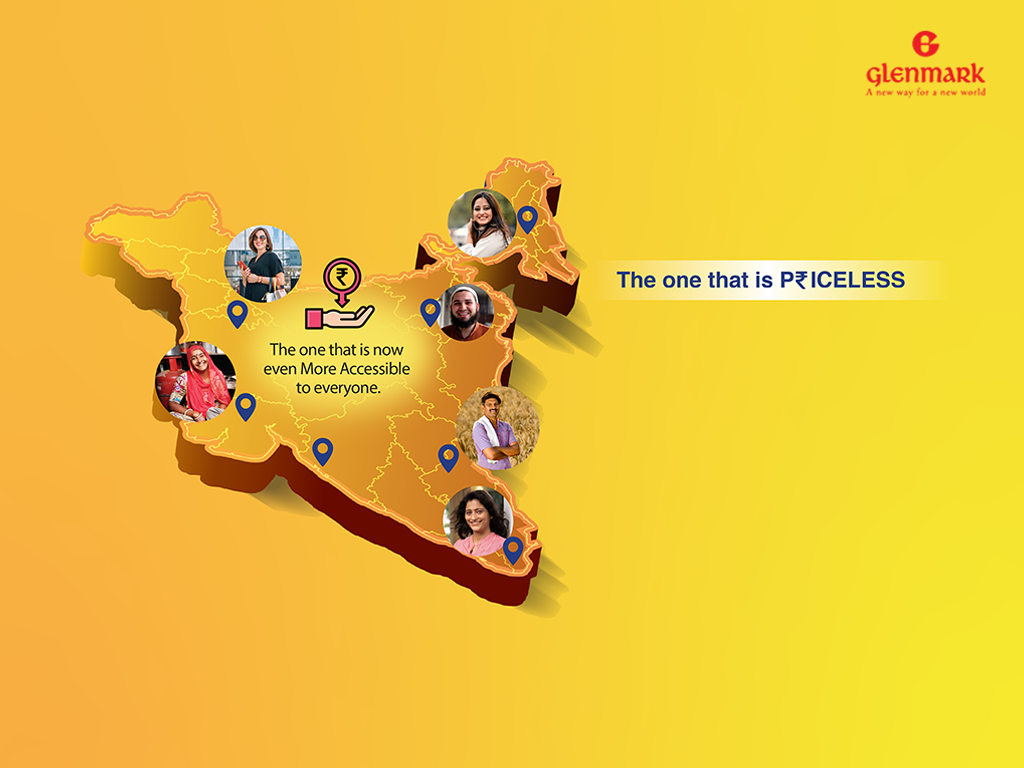 Glenmark
A new way for a new world
The one that is P₹ICELESS
₹
The one that is now
even More Accessible
to everyone.